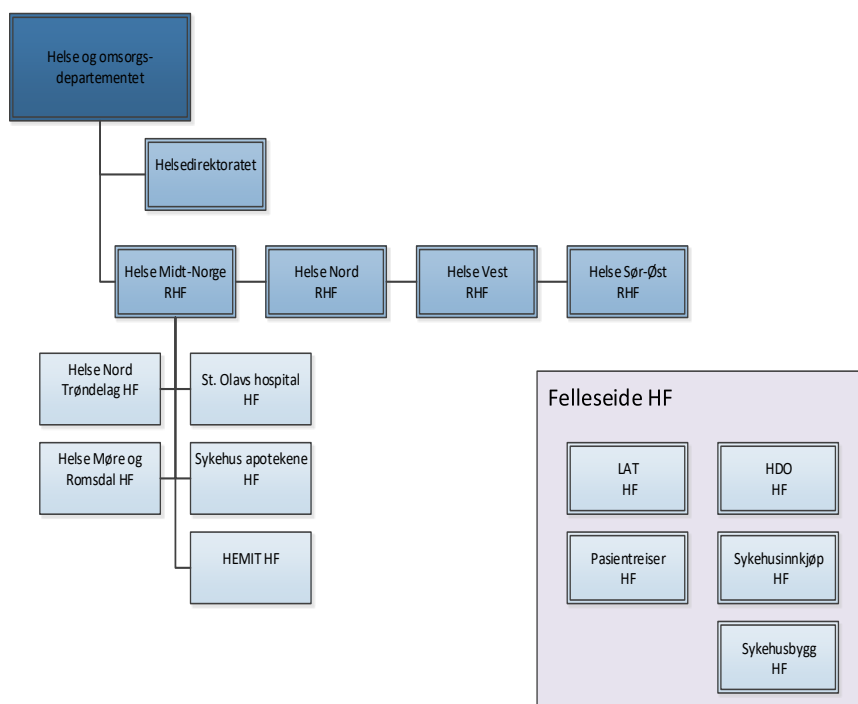 Helse og omsorgs-
departementet
Helsedirektoratet
Helse Midt-Norge
RHF
Helse Nord
RHF
Helse Vest
RHF
Helse Sør-Øst
RHF
Helse Nord
Trøndelag HF
St. Olavs hospital
HF
Helse Møre og
Romsdal HF
Sykehus apotekene
HF
HEMIT HF
Felleseide HF
LAT
HF
HDO
HF
Pasientreiser
HF
Sykehusinnkjøp
HF
Sykehusbygg
HF